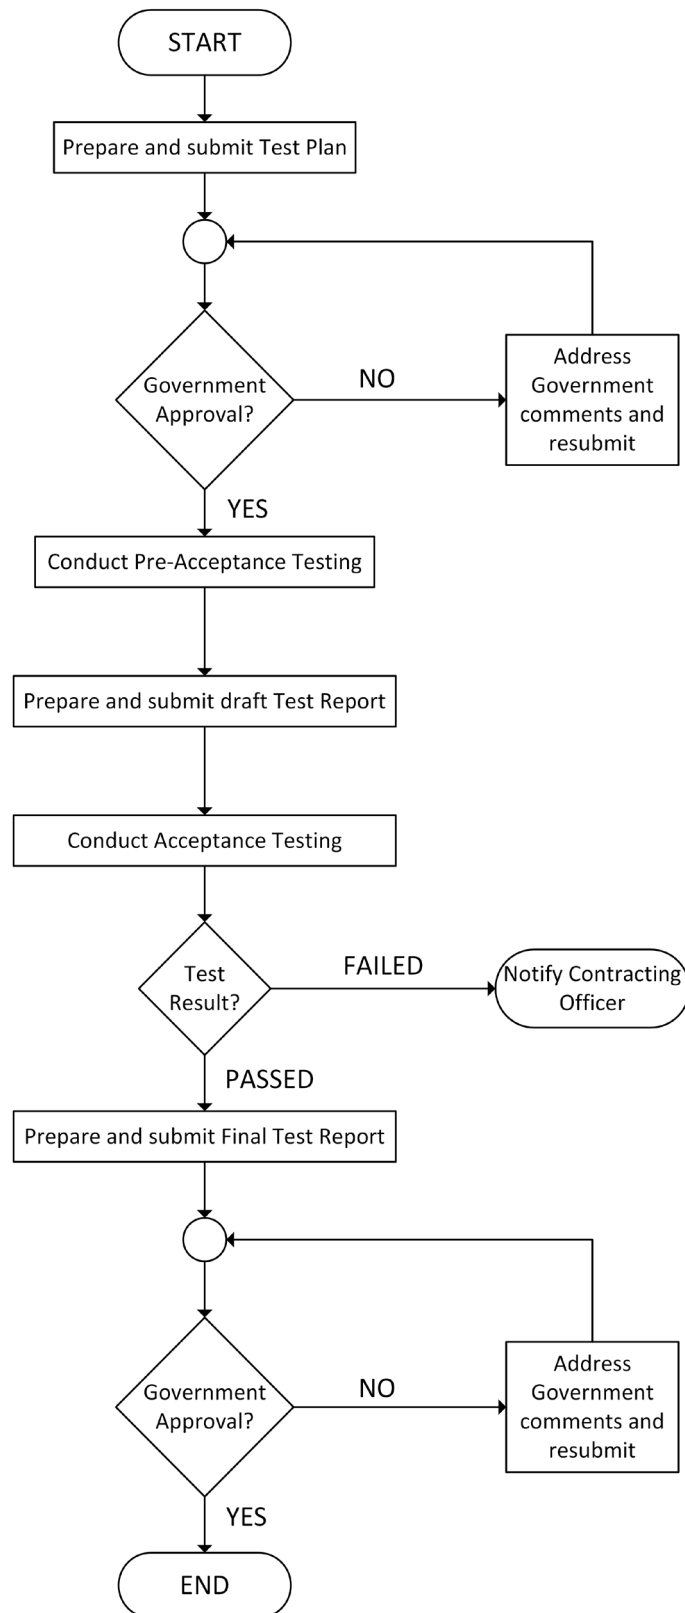 START
Prepare and submit Test Plan
Government
Approval?
NO
Address
Government
comments and
resubmit
YES
Conduct Pre-Acceptance Testing
Prepare and submit draft Test Report
Conduct Acceptance Testing
Test
Result?
FAILED
Notify Contracting
Officer
PASSED
Prepare and submit Final Test Report
Government
Approval?
NO
Address
Government
comments and
resubmit
YES
END